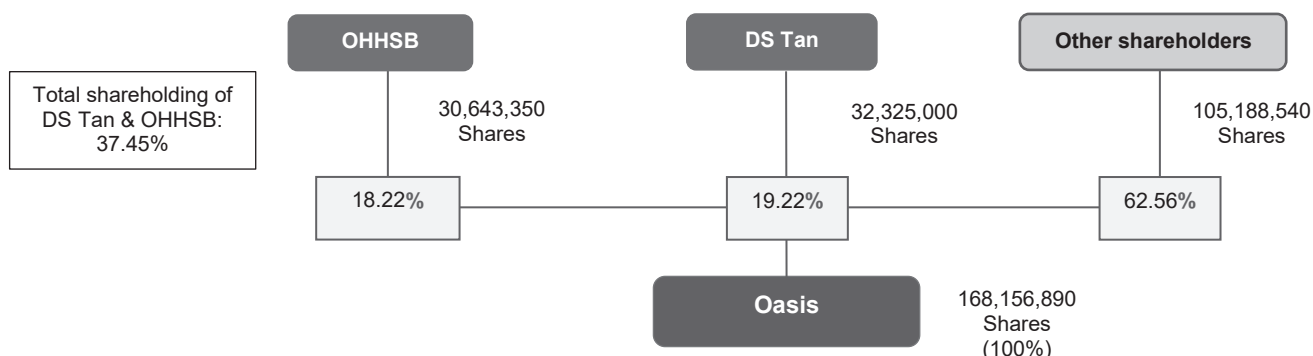 OHHSB
DS Tan
Other shareholders
Total shareholding of
DS Tan & OHHSB:
37.45%
30,643,350
Shares
32,325,000
Shares
105,188,540
Shares
18.22%
19.22%
62.56%
Oasis
168,156,890
Shares
(100%)